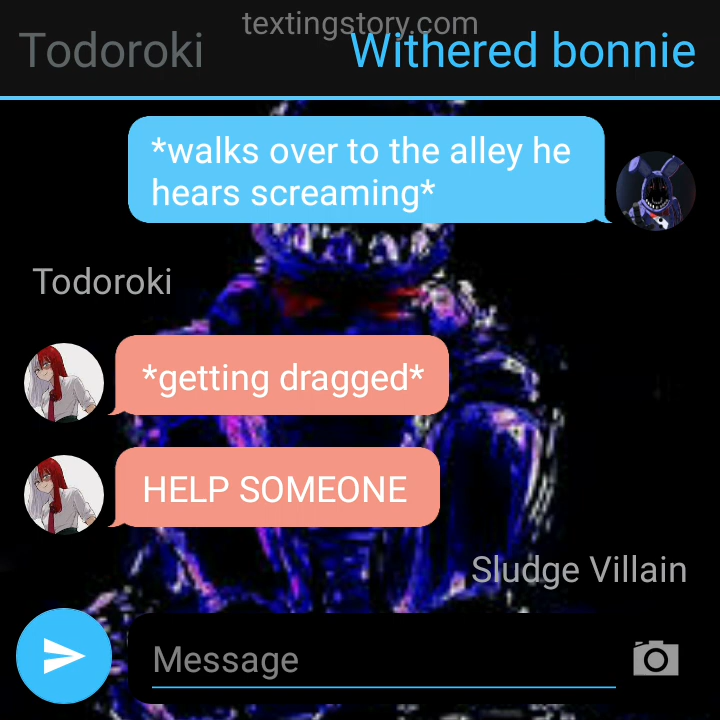 textingstory.com
Todoroki
Withered bonnie
*walks over to the alley he
hears screaming*
Todoroki
*getting dragged*
HELP SOMEONE
Sludge Villain
Message